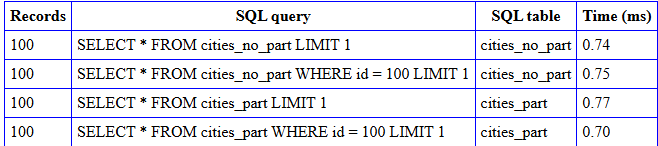 Records SQL query SQL table Time (ms)
100 SELECT * FROM cities_no_part LIMIT 1 cities_no_part 0.74
100 SELECT * FROM cities_no_part WHERE id = 100 LIMIT 1 cities_no_part 0.75
100 SELECT * FROM cities_part LIMIT 1 cities_part 0.77
100 SELECT * FROM cities_part WHERE id = 100 LIMIT 1 cities_part 0.70